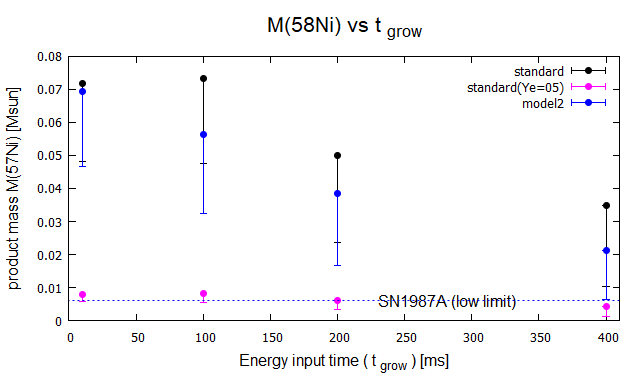 M(58Ni) vs t grow
0.08
0.07
0.06
0.05
0.04
0.03
0.02
0.01
0
product mass M(57Ni) [Msun]
standard
standard(Ye=05)
model2
SN1987A (low limit)
0 50 100 150 200 250 300 350 400
Energy input time ( t grow ) [ms]